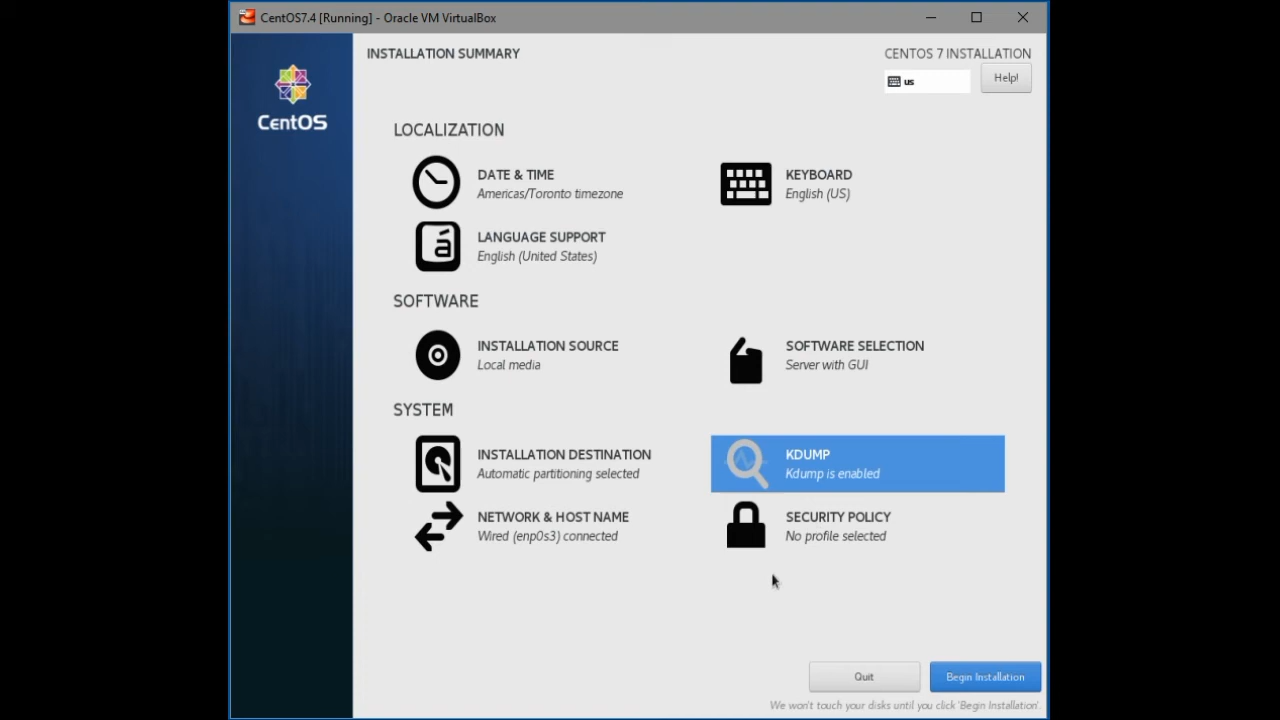 CentOS7.4 [Running] - Oracle VM VirtualBox
INSTALLATION SUMMARY
CENTOS 7 INSTALLATION
us
Help!
CentOS
LOCALIZATION
DATE & TIME
Americas/Toronto timezone
KEYBOARD
English (US)
á
LANGUAGE SUPPORT
English (United States)
SOFTWARE
INSTALLATION SOURCE
Local media
SOFTWARE SELECTION
Server with GUI
SYSTEM
INSTALLATION DESTINATION
Automatic partitioning selected
KDUMP
Kdump is enabled
NETWORK & HOST NAME
Wired (enp0s3) connected
SECURITY POLICY
No profile selected
Quit
Begin Installation
We won't touch your disks until you click 'Begin Installation'.